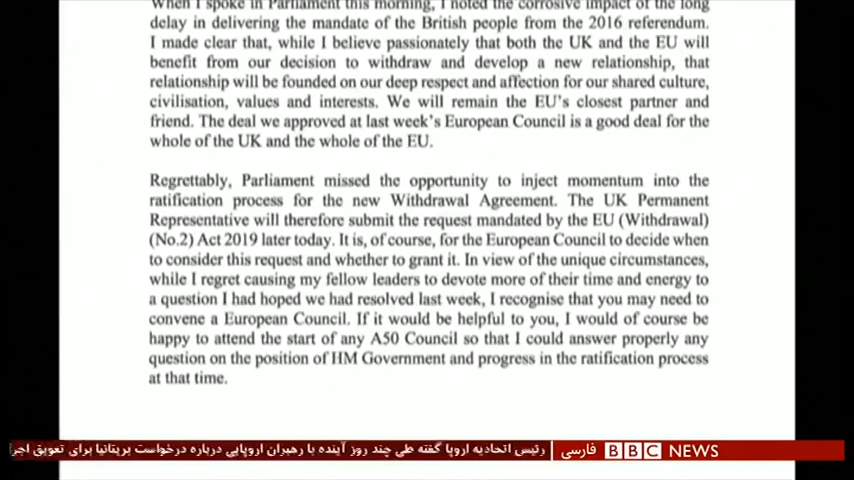 When I spoke in Parliament this morning, I noted the corrosive impact of the long
delay in delivering the mandate of the British people from the 2016 referendum.
I made clear that, while I believe passionately that both the UK and the EU will
benefit from our decision to withdraw and develop a new relationship, that
relationship will be founded on our deep respect and affection for our shared culture,
civilisation, values and interests. We will remain the EU's closest partner and
friend. The deal we approved at last week's European Council is a good deal for the
whole of the UK and the whole of the EU.
Regrettably, Parliament missed the opportunity to inject momentum into the
ratification process for the new Withdrawal Agreement. The UK Permanent
Representative will therefore submit the request mandated by the EU (Withdrawal)
(No.2) Act 2019 later today. It is, of course, for the European Council to decide when
to consider this request and whether to grant it. In view of the unique circumstances,
while I regret causing my fellow leaders to devote more of their time and energy to
a question I had hoped we had resolved last week, I recognise that you may need to
convene a European Council. If it would be helpful to you, I would of course be
happy to attend the start of any A50 Council so that I could answer properly any
question on the position of HM Government and progress in the ratification process
at that time.
رئیس اتحادیه اروپا گفته طی چند روز آینده با رهبران اروپایی درباره درخواست بریتانیا برای تعویق
BBC NEWS فارسی